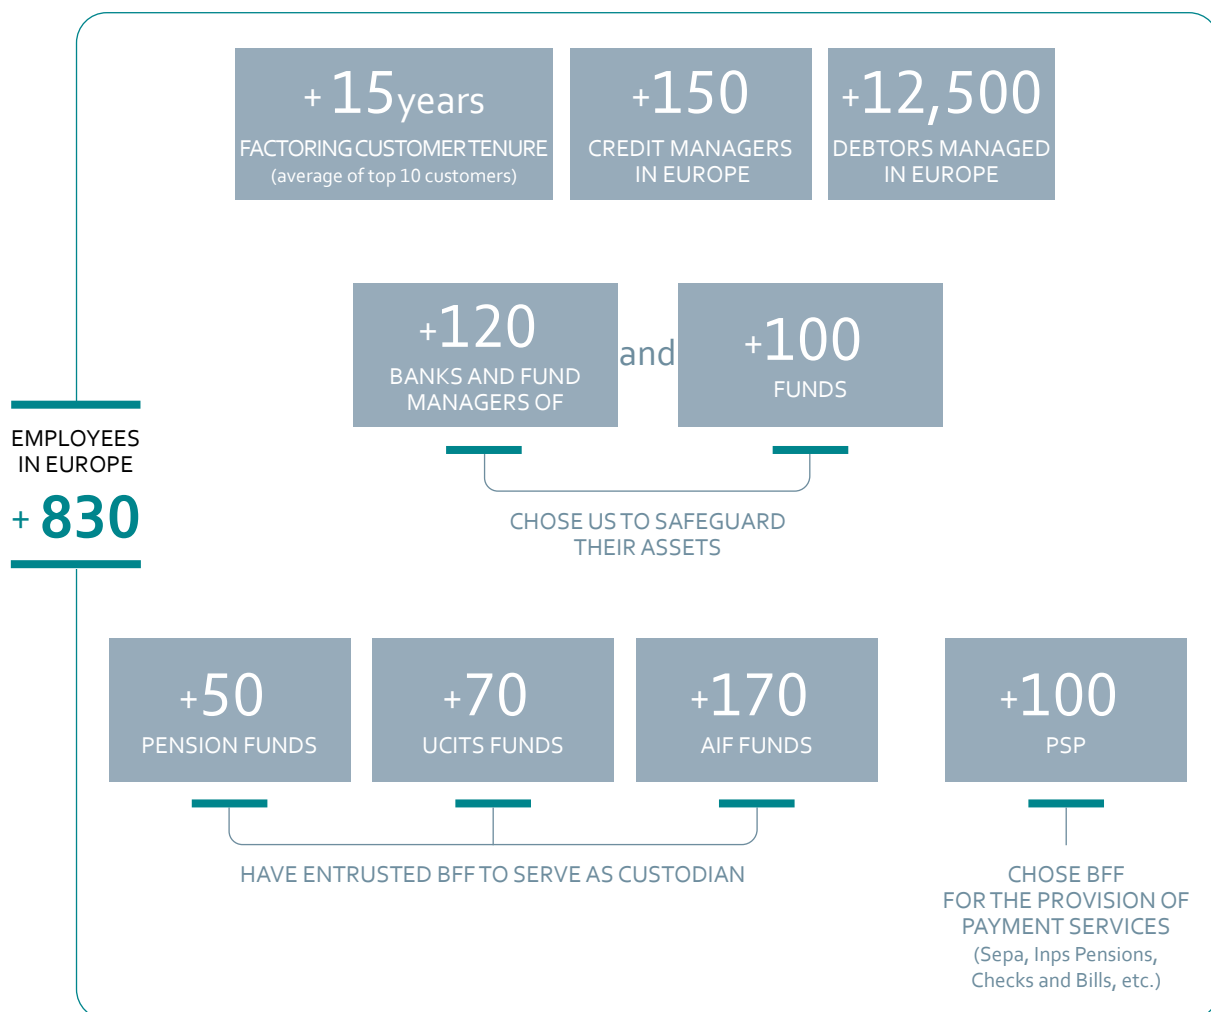 + 15 years
FACTORING CUSTOMER TENURE
(average of top 10 customers)
+150
CREDIT MANAGERS
IN EUROPE
+12,500
DEBTORS MANAGED
IN EUROPE
+120
BANKS AND FUND
MANAGERS OF
and
+100
FUNDS
CHOSE US TO SAFEGUARD
THEIR ASSETS
EMPLOYEES
IN EUROPE
+ 830
+50
PENSION FUNDS
+70
UCITS FUNDS
+170
AIF FUNDS
HAVE ENTRUSTED BFF TO SERVE AS CUSTODIAN
+100
PSP
CHOSE BFF
FOR THE PROVISION OF
PAYMENT SERVICES
(Sepa, Inps Pensions,
Checks and Bills, etc.)